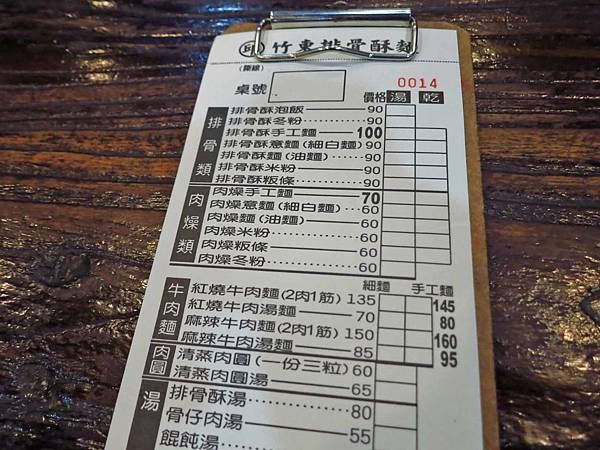 竹東排骨酥麵
(鄰線)
桌號
0014
價格 湯 乾
排骨類
排骨酥泡飯 90
排骨酥冬粉 90
排骨酥手工麵 100
排骨酥意麵(細白麵) 90
排骨酥麵(油麵) 90
排骨酥米粉 90
排骨酥粄條 90
肉燥類
肉燥手工麵 70
肉燥意麵(細白麵) 60
肉燥麵(油麵) 60
肉燥米粉 60
肉燥粄條 60
肉燥冬粉 60
細麵 手工麵
牛肉麵
紅燒牛肉麵(2肉1筋) 135 145
紅燒牛肉湯麵 70 80
麻辣牛肉麵(2肉1筋) 150 160
麻辣牛肉湯麵 85 95
肉圓
清蒸肉圓(一份三粒) 60
清蒸肉圓湯 65
湯
排骨酥湯 80
骨仔肉湯 55
餛飩湯